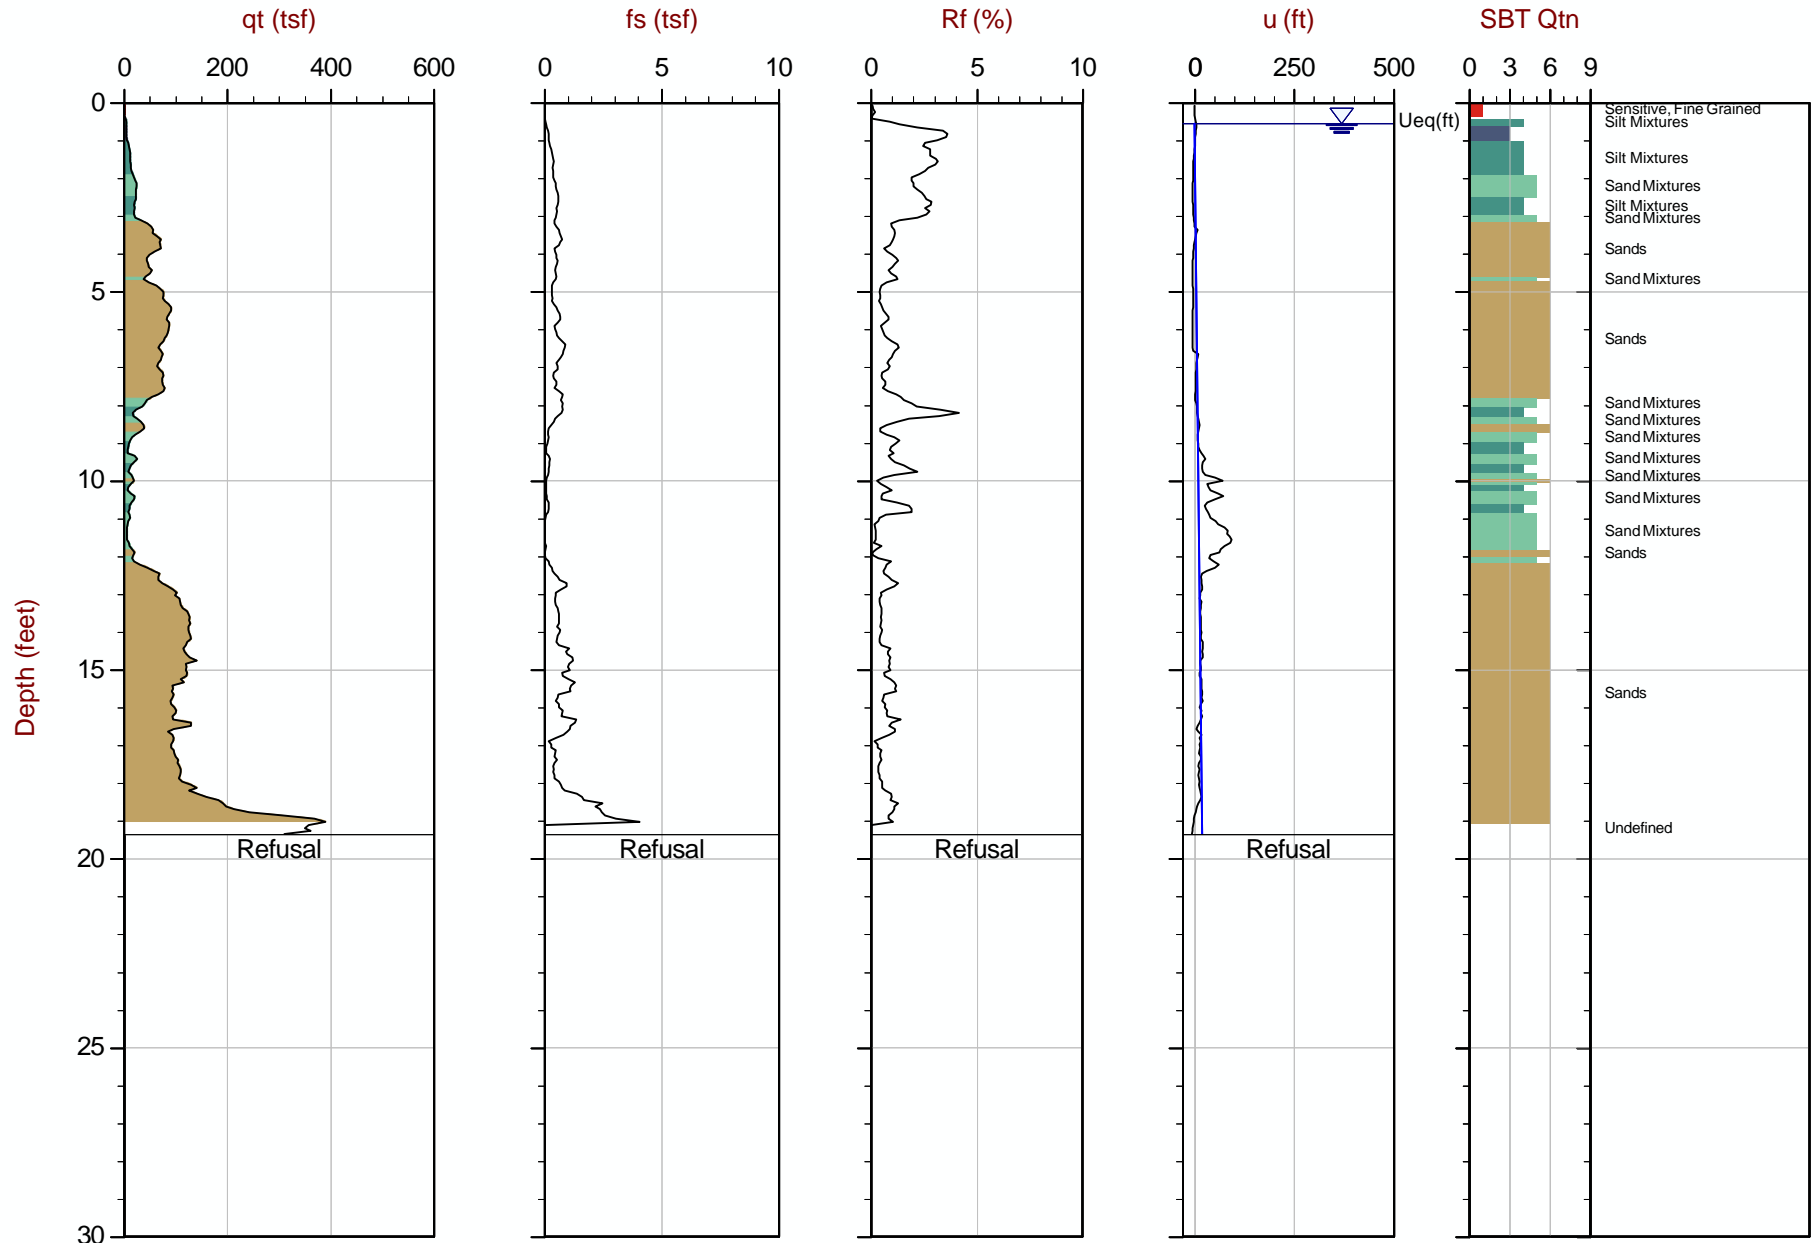 qt (tsf) fs (tsf) Rf (%) u (ft) SBT Qtn
0 200 400 600 0 5 10 0 5 10 0 250 500 0 3 6 9
0
Sensitive, Fine Grained
Ueq(ft)
Silt Mixtures
Silt Mixtures
Sand Mixtures
Silt Mixtures
Sand Mixtures
Sands
Sand Mixtures
5
Sands
Sand Mixtures
Sand Mixtures
Sand Mixtures
Sand Mixtures
Sand Mixtures
10
Sand Mixtures
Sand Mixtures
Sands
Depth (feet)
15
Sands
Undefined
Refusal Refusal Refusal Refusal
20
25
30